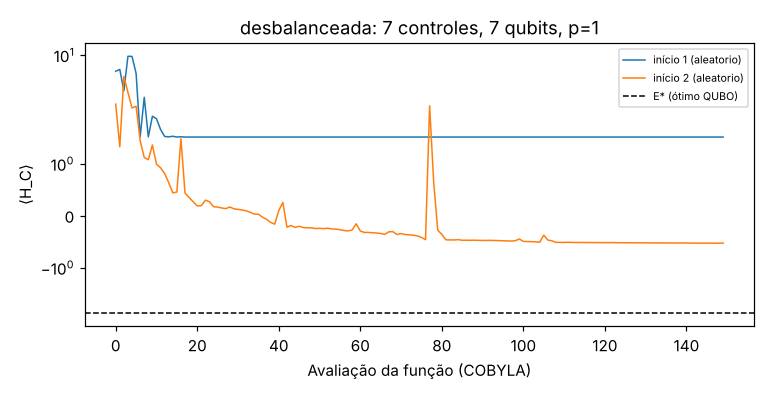 desbalanceada: 7 controles, 7 qubits, p=1
início 1 (aleatorio)
início 2 (aleatorio)
E* (ótimo QUBO)
⟨H_C⟩
10¹
10⁰
0
−10⁰
0 20 40 60 80 100 120 140
Avaliação da função (COBYLA)